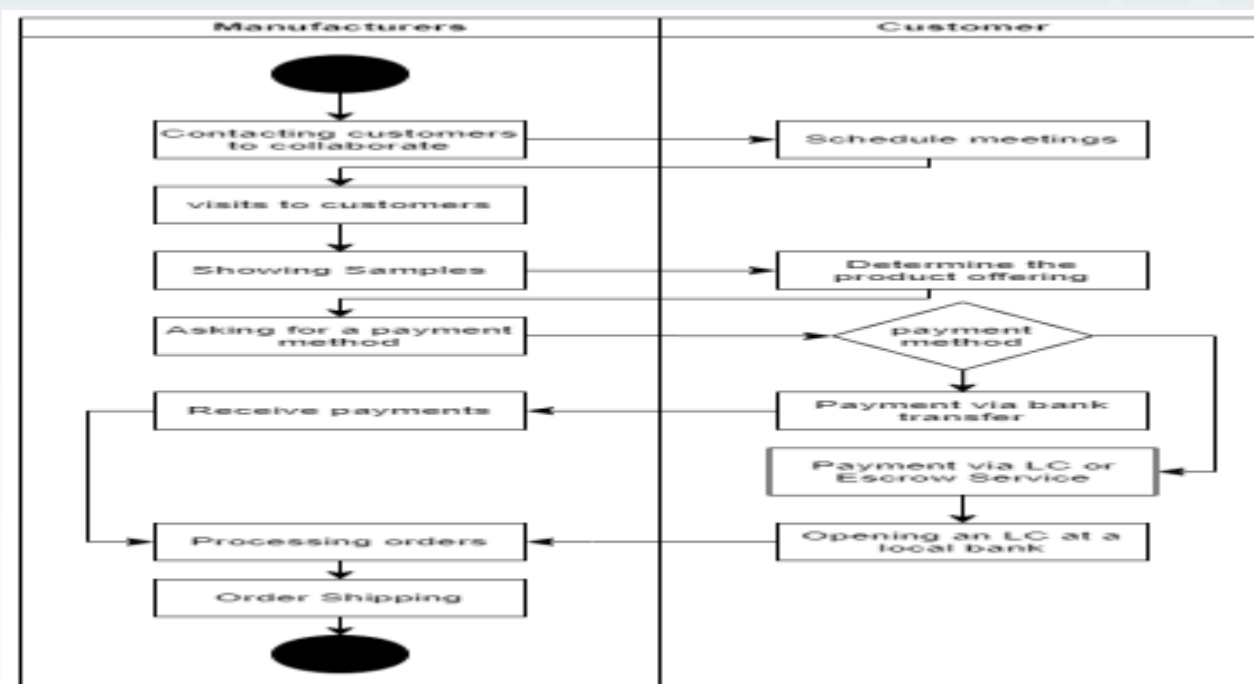 Manufacturers
Customer
Contacting customers
to collaborate
Schedule meetings
visits to customers
Showing Samples
Determine the
product offering
Asking for a payment
method
payment
method
Receive payments
Payment via bank
transfer
Payment via LC or
Escrow Service
Processing orders
Opening an LC at a
local bank
Order Shipping